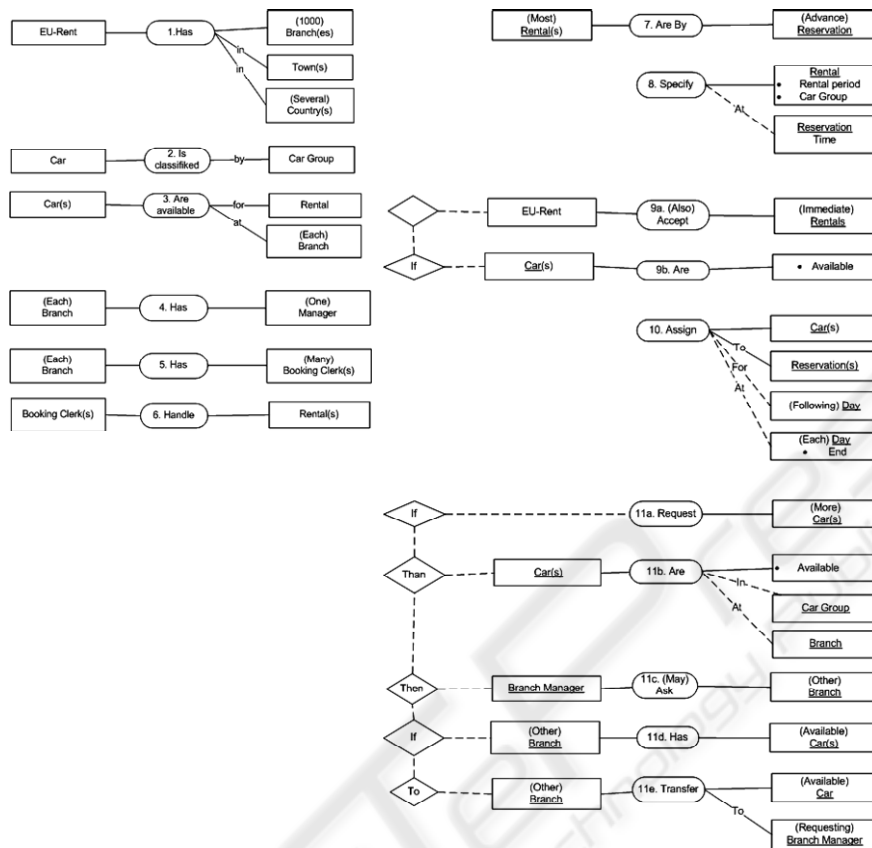 EU-Rent
1.Has
(1000)
Branch(es)
in
Town(s)
in
(Several)
Country(s)
Car
2. Is
classifiked
by
Car Group
Car(s)
3. Are
available
for
Rental
at
(Each)
Branch
(Each)
Branch
4. Has
(One)
Manager
(Each)
Branch
5. Has
(Many)
Booking Clerk(s)
Booking Clerk(s)
6. Handle
Rental(s)
(Most)
Rental(s)
7. Are By
(Advance)
Reservation
8. Specify
Rental
• Rental period
• Car Group
At
Reservation
Time
EU-Rent
9a. (Also)
Accept
(Immediate)
Rentals
If
Car(s)
9b. Are
• Available
10. Assign
Car(s)
To
Reservation(s)
For
(Following) Day
At
(Each) Day
• End
If
11a. Request
(More)
Car(s)
Than
Car(s)
11b. Are
• Available
In
Car Group
At
Branch
Then
Branch Manager
11c. (May)
Ask
(Other)
Branch
If
(Other)
Branch
11d. Has
(Available)
Car(s)
To
(Other)
Branch
11e. Transfer
(Available)
Car
To
(Requesting)
Branch Manager